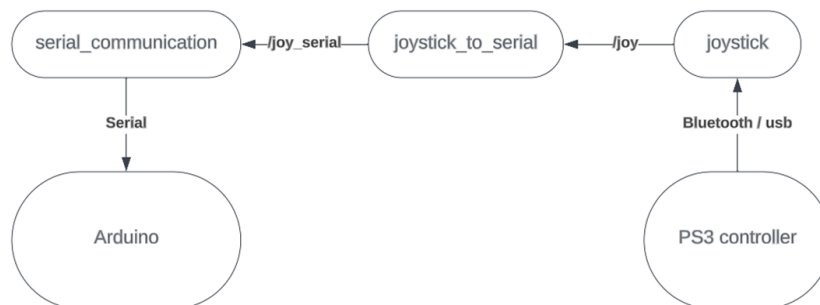 serial_communication
/joy_serial
joystick_to_serial
/joy
joystick
Serial
Bluetooth / usb
Arduino
PS3 controller